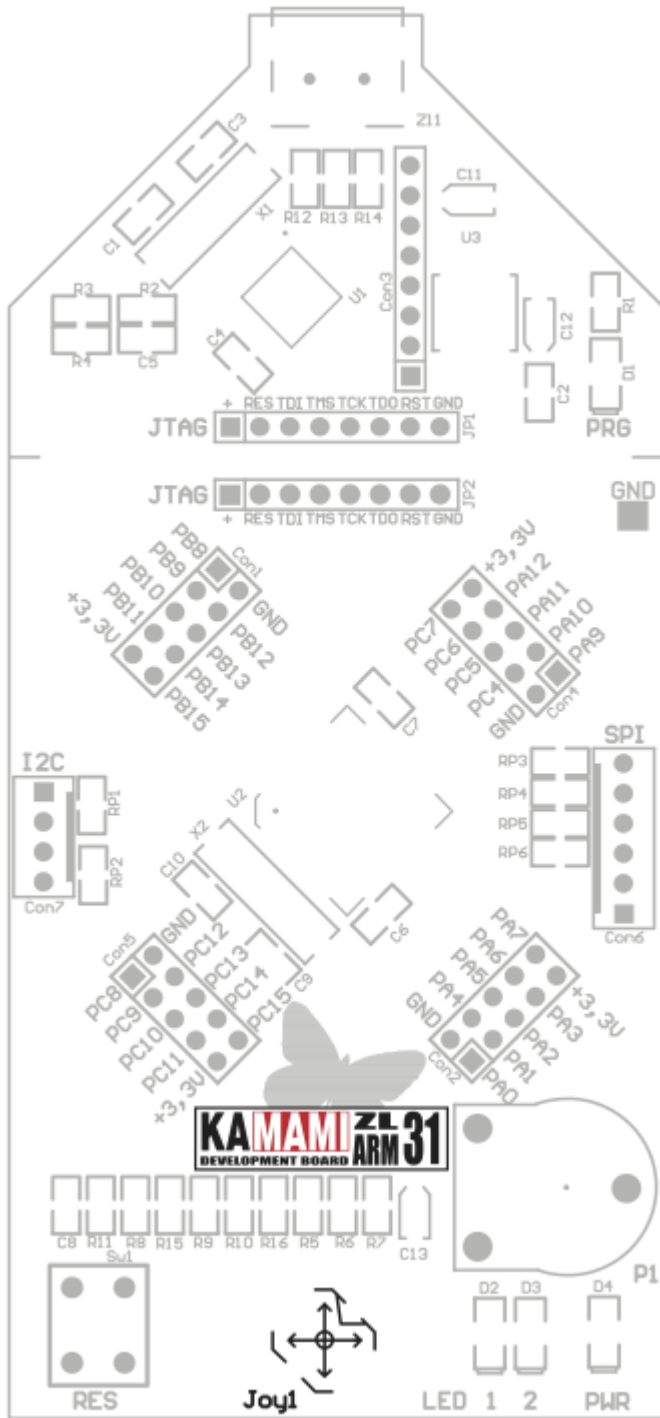 Z11
C3
C1
X1
R12 R13 R14
C11
U3
U1
Con3
R3 R2
R4 C5
C4
C12
C2
R1
D1
+ RES TDI TMS TCK TDO RST GND
JTAG JP1
PRG
JTAG JP2
+ RES TDI TMS TCK TDO RST GND
GND
PB8 Con1
PB9
PB10
PB11
+3,3V
GND
PB12
PB13
PB14
PB15
+3,3V
PA12
PA11
PA10
PA9
PC7
PC6
PC5
PC4
GND
Con4
I2C
RP1
RP2
Con7
SPI
RP3
RP4
RP5
RP6
Con6
U2
X2
C10
C6
C9
Con5
GND
PC12
PC13
PC14
PC15
PC8
PC9
PC10
PC11
+3,3V
PA7
PA6
PA5
PA4
GND
+3,3V
PA3
PA2
PA1
PA0
Con2
KAMAMI ZL ARM 31
DEVELOPMENT BOARD
C8 R11 R8 R15 R9 R10 R16 R5 R6 R7 C13
Sw1
P1
D2 D3 D4
RES Joy1 LED 1 2 PWR